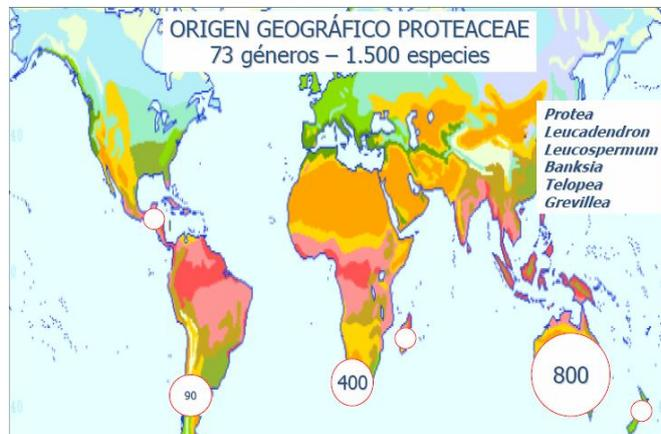 ORIGEN GEOGRÁFICO PROTEACEAE
73 géneros – 1.500 especies
Protea
Leucadendron
Leucospermum
Banksia
Telopea
Grevillea
90
400
800